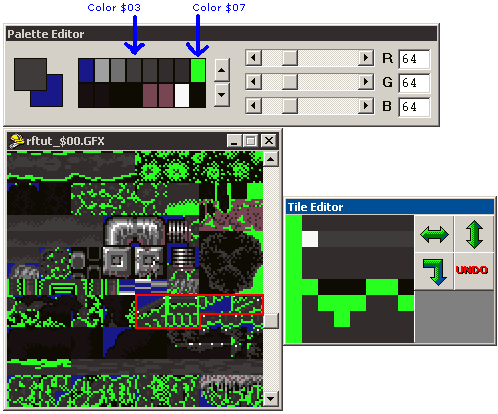 Color $03 Color $07
Palette Editor
R 64
G 64
B 64
rftut_$00.GFX
Tile Editor
UNDO